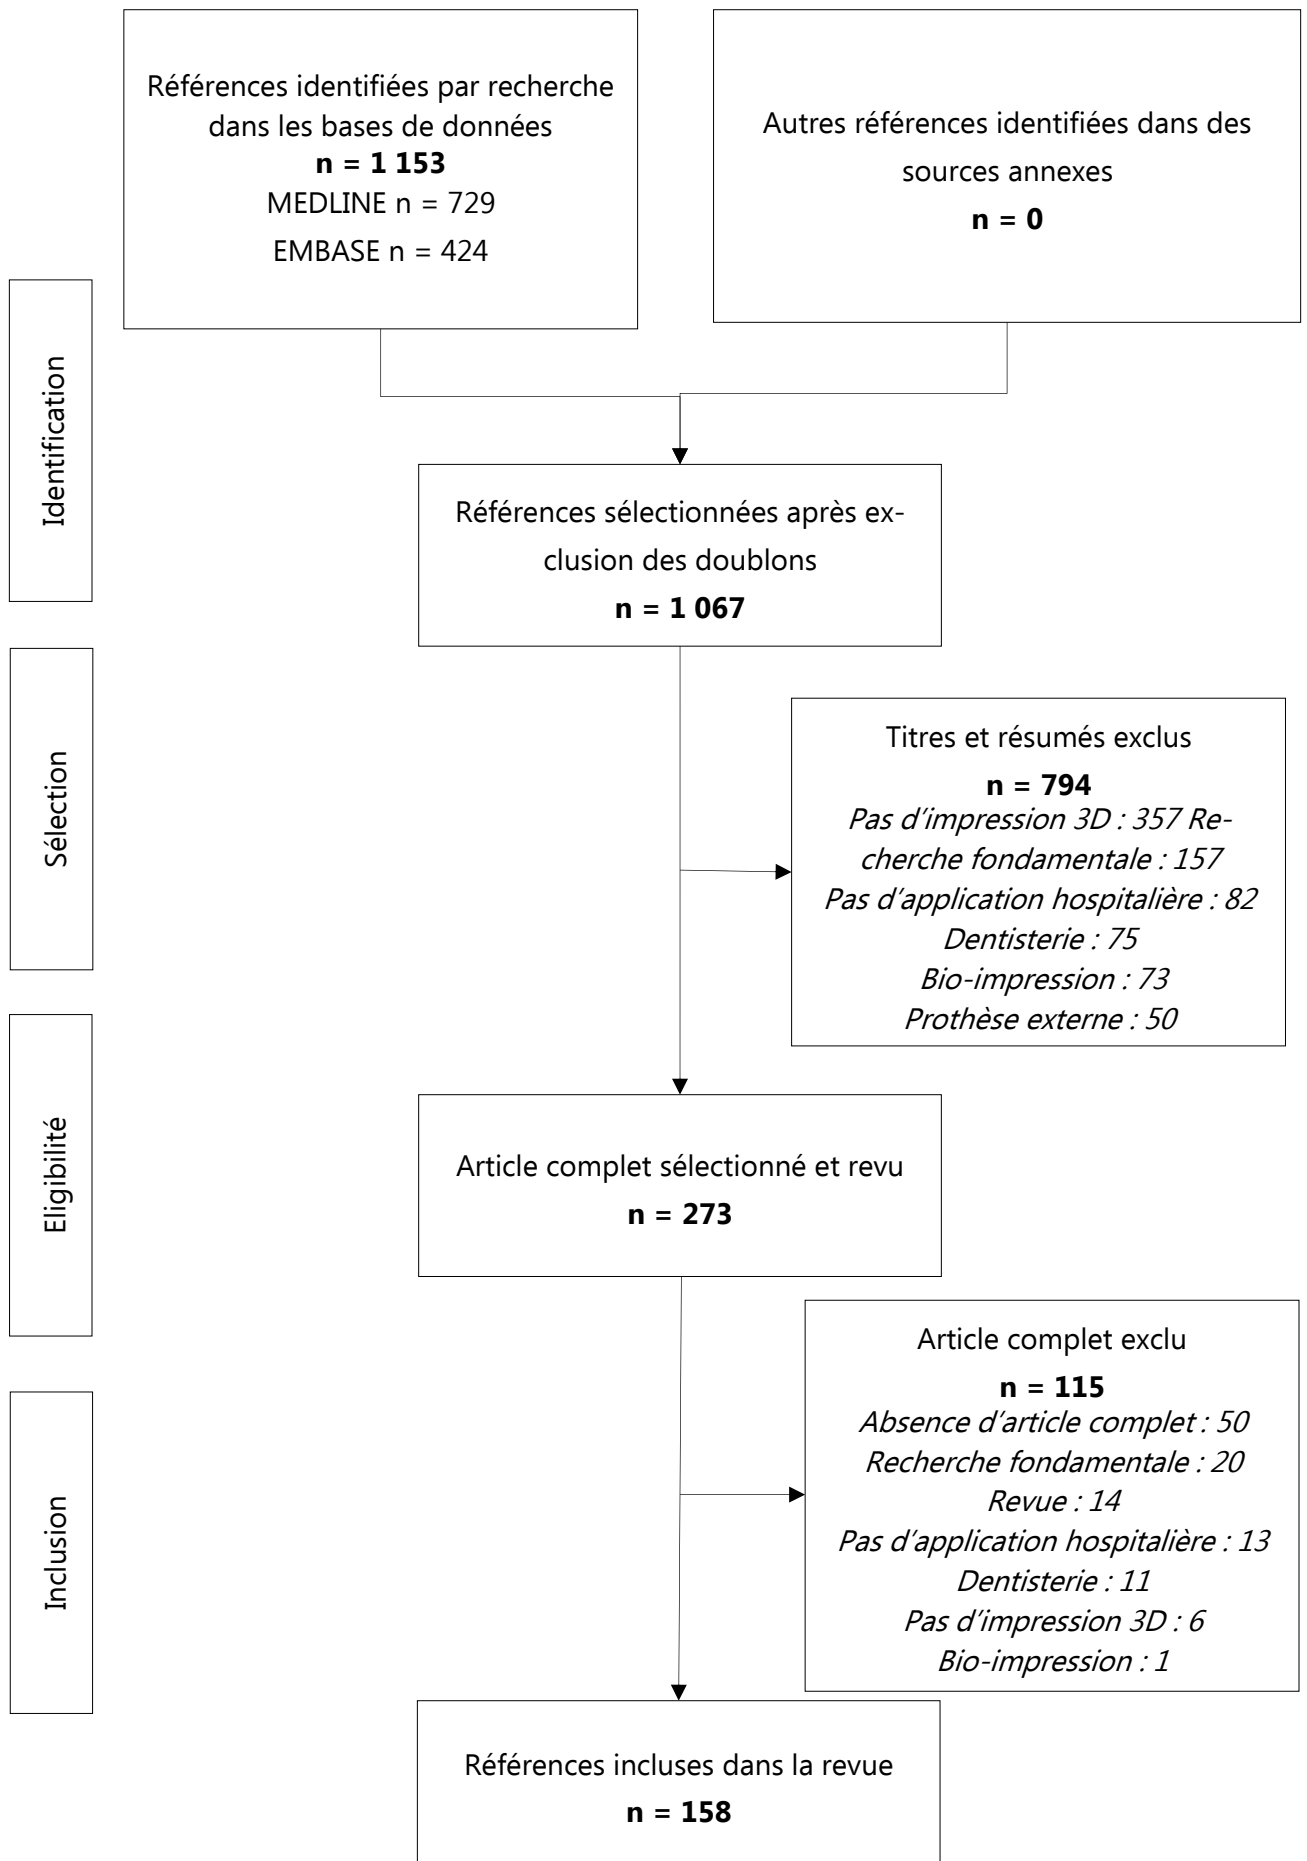 Références identifiées par recherche
dans les bases de données
n = 1 153
MEDLINE n = 729
EMBASE n = 424
Autres références identifiées dans des
sources annexes
n = 0
Identification
Références sélectionnées après ex-
clusion des doublons
n = 1 067
Sélection
Titres et résumés exclus
n = 794
Pas d’impression 3D : 357 Re-
cherche fondamentale : 157
Pas d’application hospitalière : 82
Dentisterie : 75
Bio-impression : 73
Prothèse externe : 50
Eligibilité
Article complet sélectionné et revu
n = 273
Article complet exclu
n = 115
Absence d’article complet : 50
Recherche fondamentale : 20
Revue : 14
Pas d’application hospitalière : 13
Dentisterie : 11
Pas d’impression 3D : 6
Bio-impression : 1
Inclusion
Références incluses dans la revue
n = 158